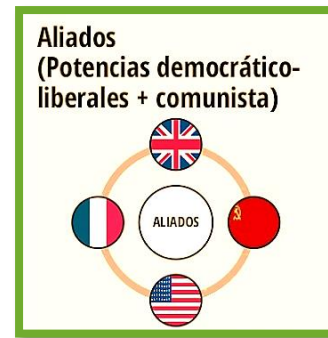 Aliados
(Potencias democrático-
liberales + comunista)
ALIADOS